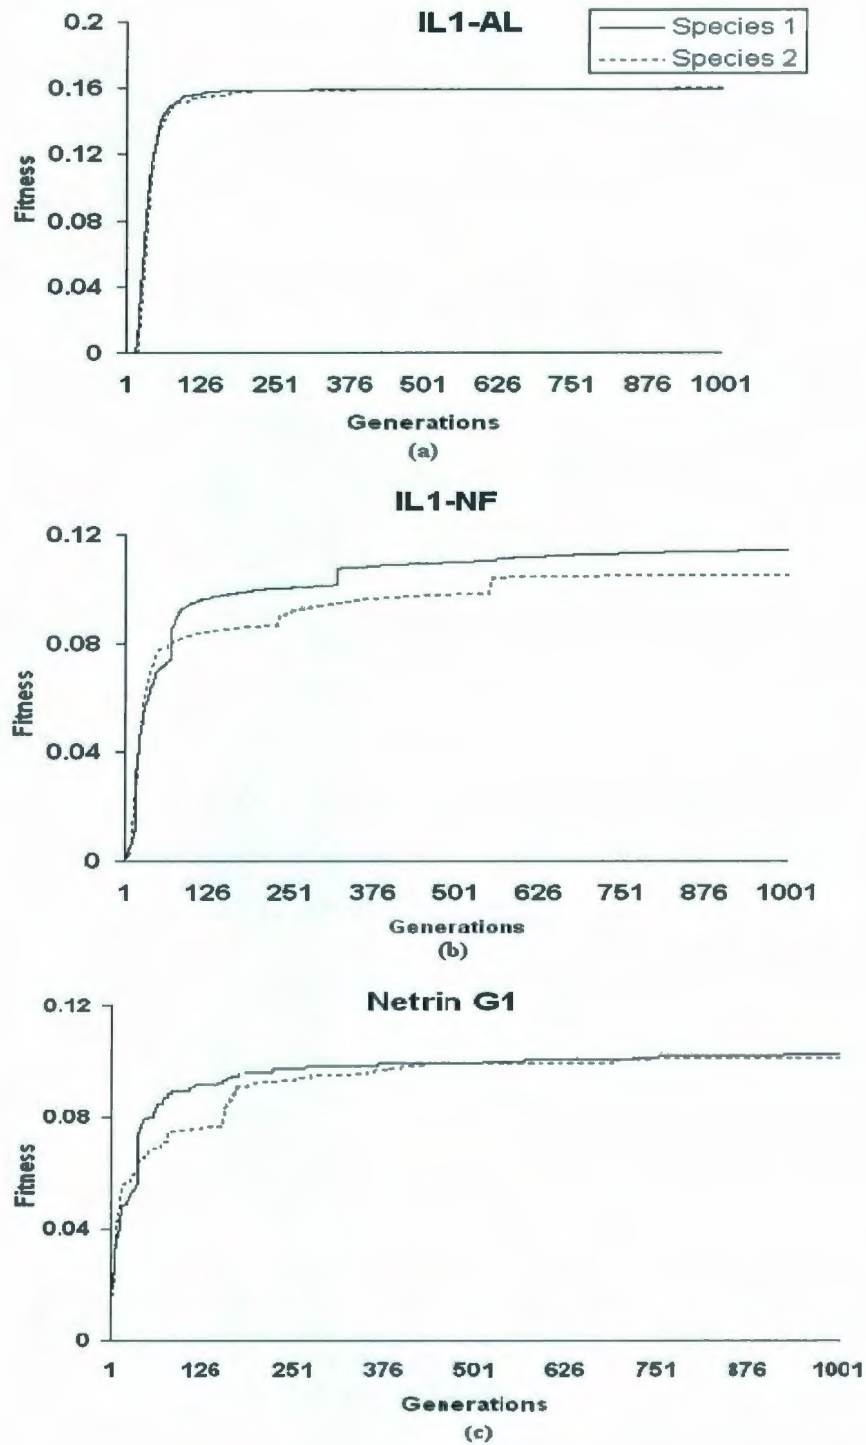 IL1-AL
Species 1
Species 2
0.2
0.16
0.12
0.08
0.04
0
Fitness
1 126 251 376 501 626 751 876 1001
Generations
(a)
IL1-NF
0.12
0.08
0.04
0
Fitness
1 126 251 376 501 626 751 876 1001
Generations
(b)
Netrin G1
0.12
0.08
0.04
0
Fitness
1 126 251 376 501 626 751 876 1001
Generations
(c)